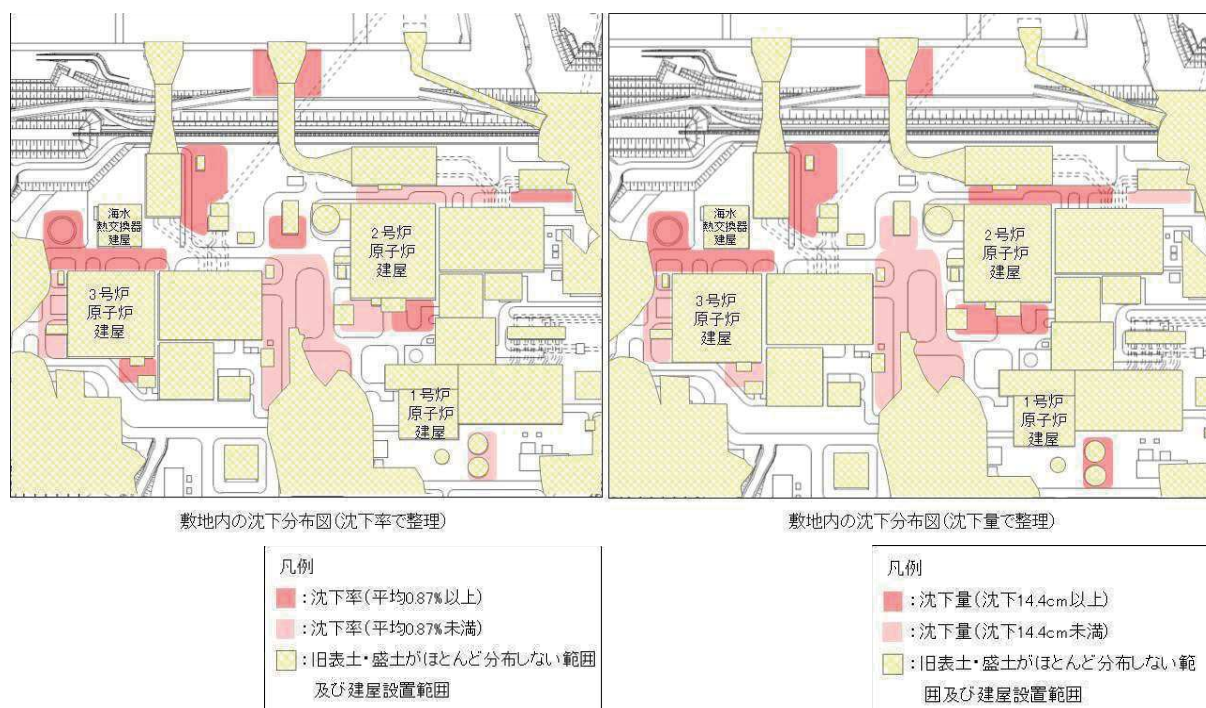 海水
熱交換器
建屋
2号炉
原子炉
建屋
3号炉
原子炉
建屋
1号炉
原子炉
建屋
敷地内の沈下分布図(沈下率で整理)
凡例
:沈下率(平均0.87%以上)
:沈下率(平均0.87%未満)
:旧表土・盛土がほとんど分布しない範囲
及び建屋設置範囲
海水
熱交換器
建屋
2号炉
原子炉
建屋
3号炉
原子炉
建屋
1号炉
原子炉
建屋
敷地内の沈下分布図(沈下量で整理)
凡例
:沈下量(沈下14.4cm以上)
:沈下量(沈下14.4cm未満)
:旧表土・盛土がほとんど分布しない範
囲及び建屋設置範囲